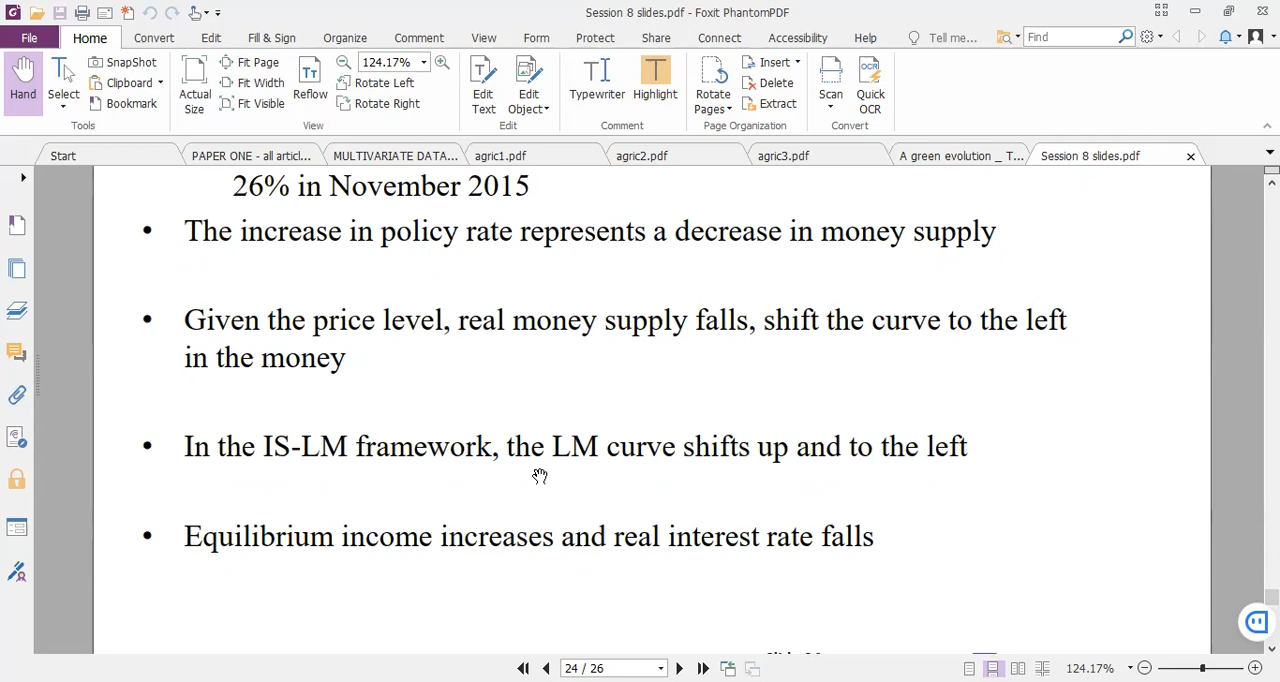 Session 8 slides.pdf - Foxit PhantomPDF
File Home Convert Edit Fill & Sign Organize Comment View Form Protect Share Connect Accessibility Help Tell me... Find
Hand Select SnapShot Clipboard Bookmark Actual Size Fit Page Fit Width Fit Visible Reflow 124.17% Rotate Left Rotate Right Edit Text Edit Object Typewriter Highlight Rotate Pages Insert Delete Extract Scan Quick OCR
Tools View Edit Comment Page Organization Convert
Start PAPER ONE - all articl... MULTIVARIATE DATA... agric1.pdf agric2.pdf agric3.pdf A green evolution _ T... Session 8 slides.pdf
26% in November 2015
• The increase in policy rate represents a decrease in money supply
• Given the price level, real money supply falls, shift the curve to the left
in the money
• In the IS-LM framework, the LM curve shifts up and to the left
• Equilibrium income increases and real interest rate falls
24 / 26 124.17%